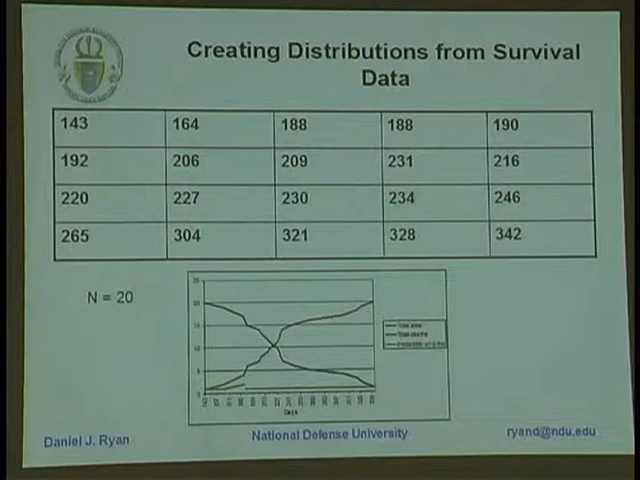 Creating Distributions from Survival
Data
143 164 188 188 190
192 206 209 231 216
220 227 230 234 246
265 304 321 328 342
N = 20
Days
Daniel J. Ryan
National Defense University
ryand@ndu.edu